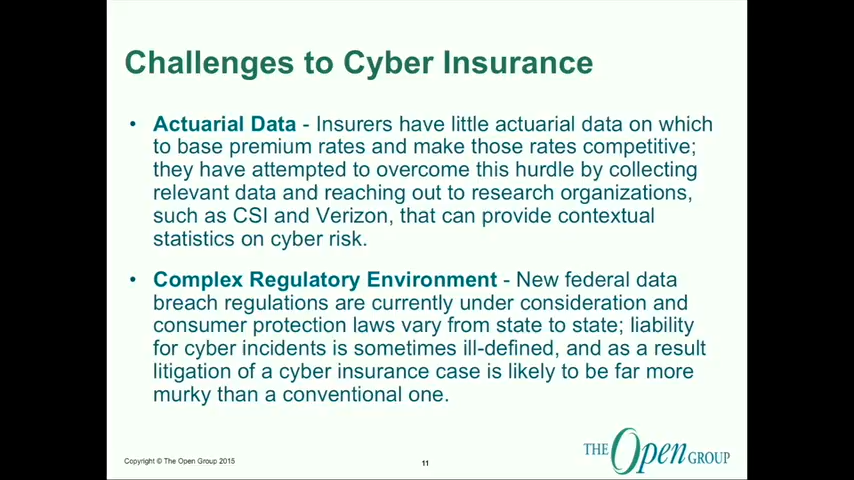 Challenges to Cyber Insurance
• Actuarial Data - Insurers have little actuarial data on which
to base premium rates and make those rates competitive;
they have attempted to overcome this hurdle by collecting
relevant data and reaching out to research organizations,
such as CSI and Verizon, that can provide contextual
statistics on cyber risk.
• Complex Regulatory Environment - New federal data
breach regulations are currently under consideration and
consumer protection laws vary from state to state; liability
for cyber incidents is sometimes ill-defined, and as a result
litigation of a cyber insurance case is likely to be far more
murky than a conventional one.
Copyright © The Open Group 2015
11
THE Open GROUP